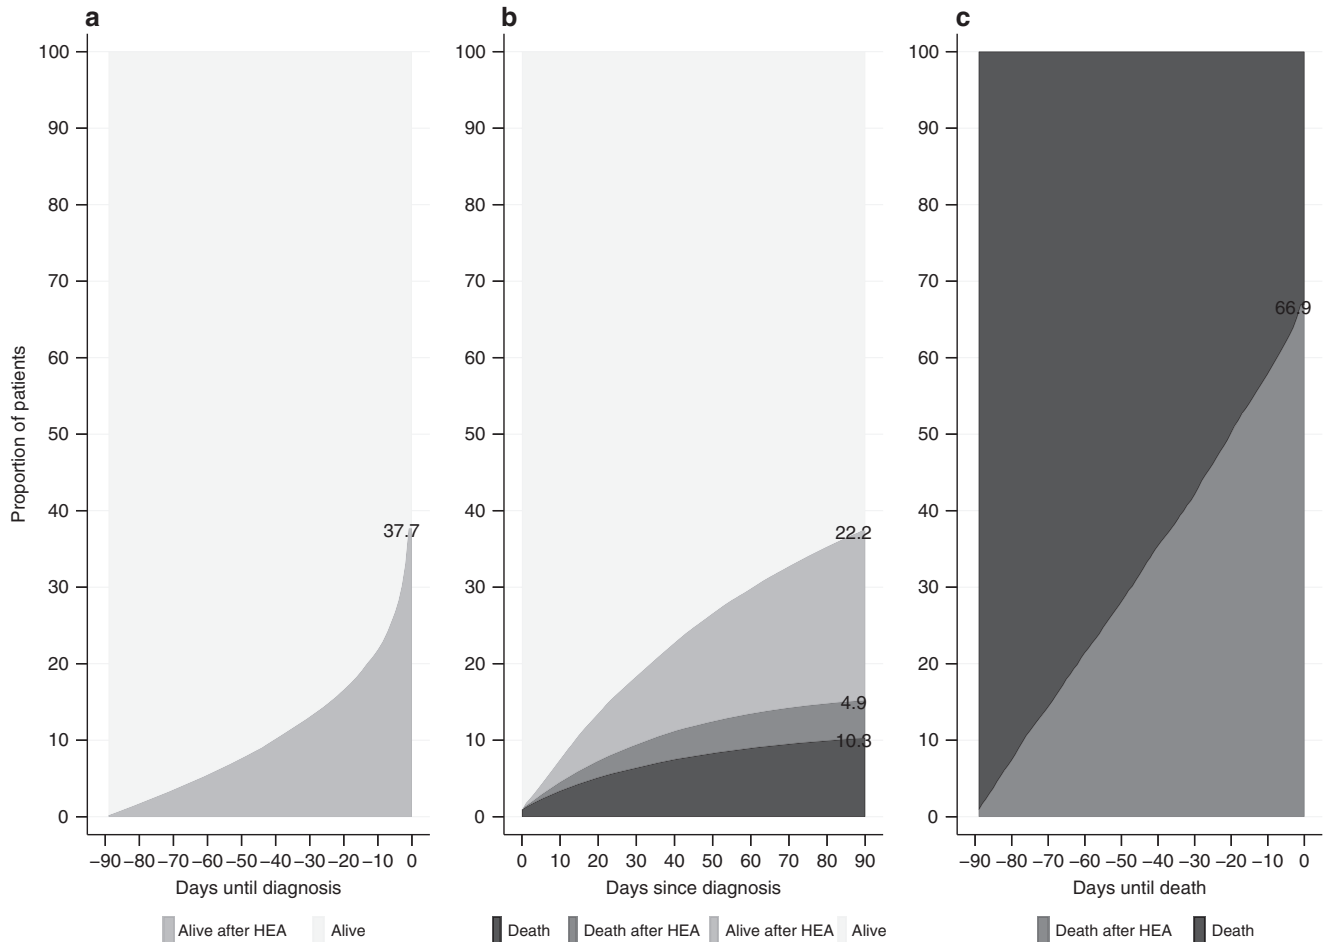 a
b
c
Proportion of patients
100
90
80
70
60
50
40
30
20
10
0
37.7
−90 −80 −70 −60 −50 −40 −30 −20 −10 0
Days until diagnosis
Alive after HEA Alive
100
90
80
70
60
50
40
30
20
10
0
22.2
4.9
10.3
0 10 20 30 40 50 60 70 80 90
Days since diagnosis
Death Death after HEA Alive after HEA Alive
100
90
80
70
60
50
40
30
20
10
0
66.9
−90 −80 −70 −60 −50 −40 −30 −20 −10 0
Days until death
Death after HEA Death